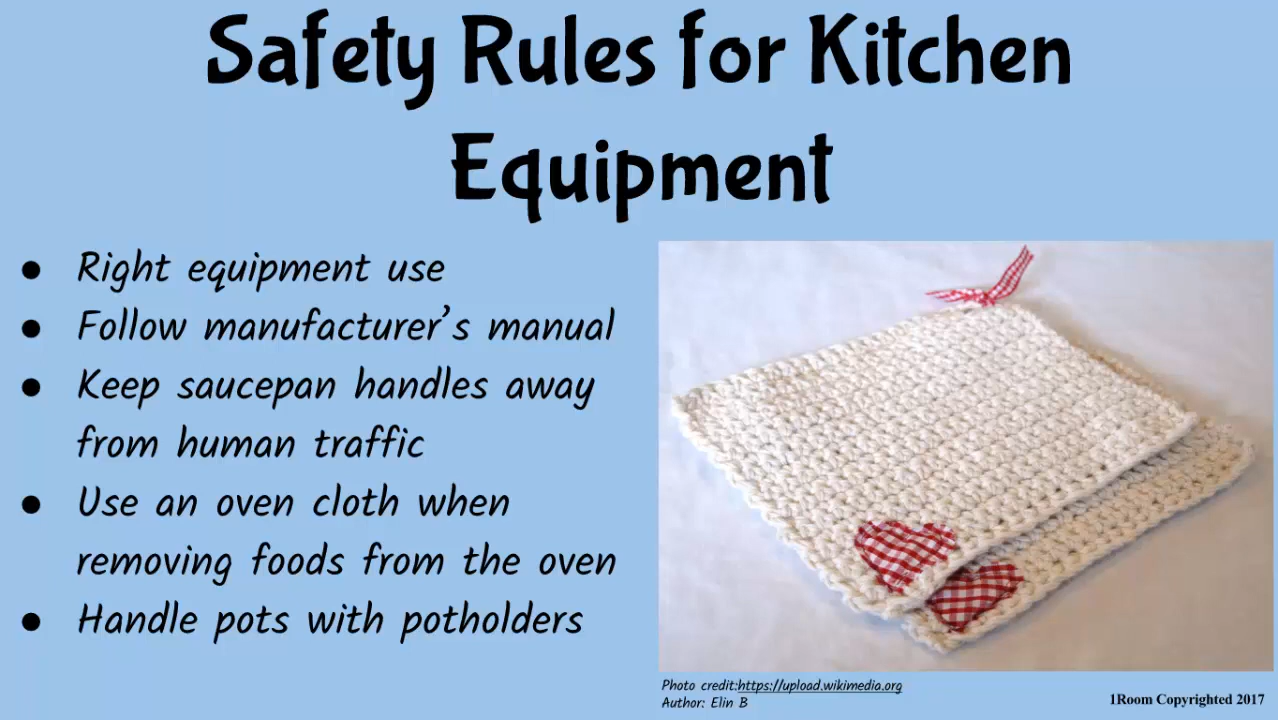 Safety Rules for Kitchen
Equipment
● Right equipment use
● Follow manufacturer's manual
● Keep saucepan handles away
from human traffic
● Use an oven cloth when
removing foods from the oven
● Handle pots with potholders
Photo credit:https://upload.wikimedia.org
Author: Elin B
1Room Copyrighted 2017